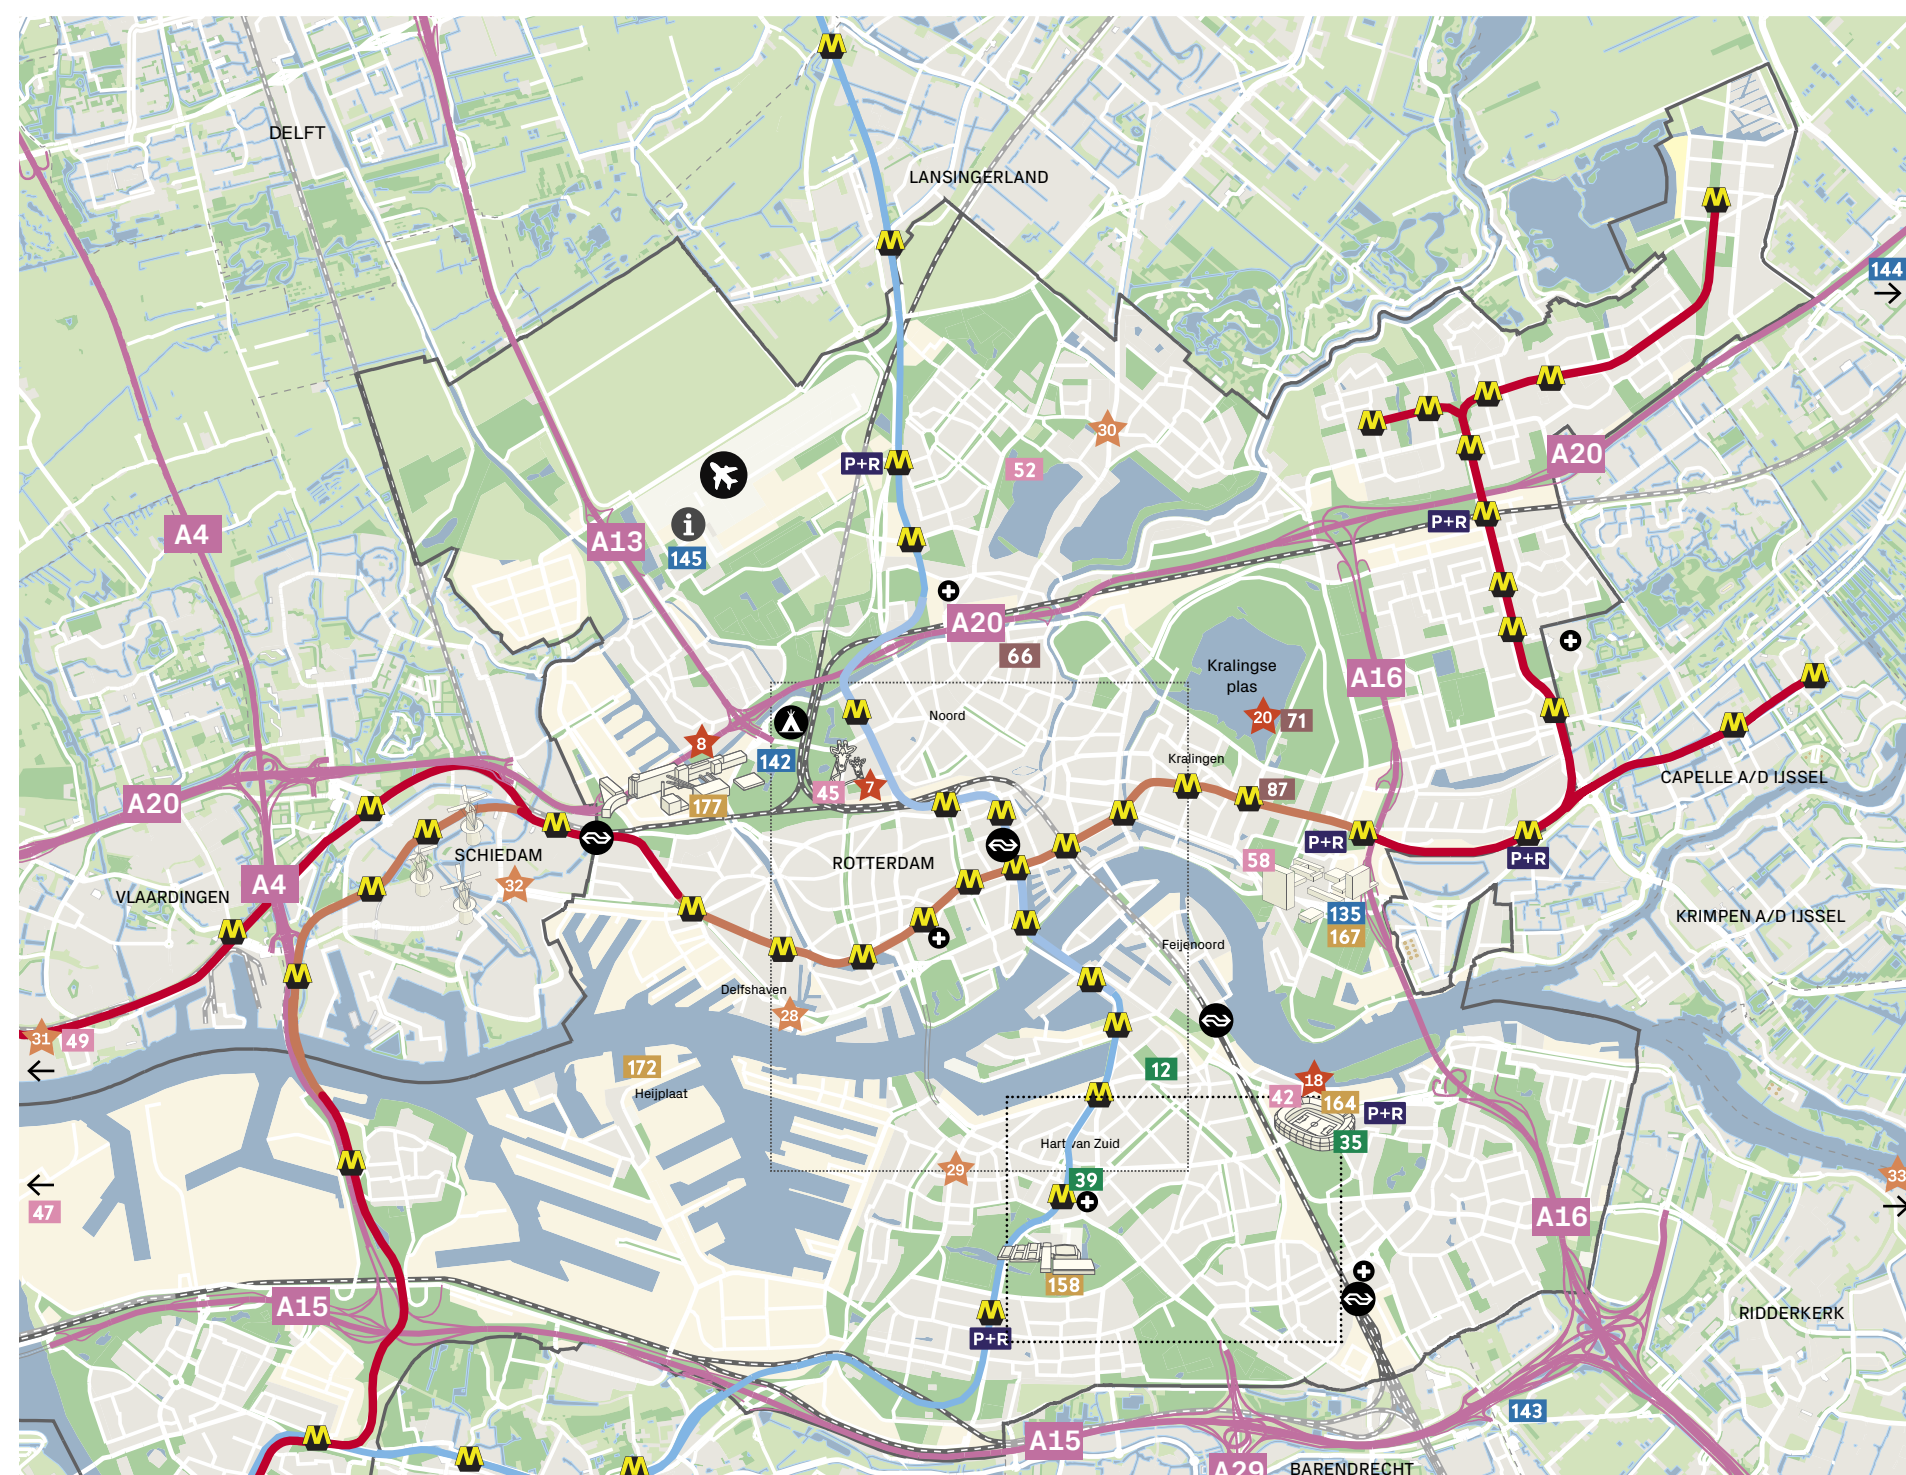 DELFT
LANSINGERLAND
144
30
A20
P+R
52
A4
A13
P+R
145
A20
66
Kralingse
plas
A16
Noord
20
71
8
142
Kralingen
CAPELLE A/D IJSSEL
A20
177
45
7
87
P+R
P+R
SCHIEDAM
ROTTERDAM
58
A4
32
VLAARDINGEN
135
167
KRIMPEN A/D IJSSEL
Feijenoord
Delfshaven
28
31
49
172
12
18
Heijplaat
42
164
P+R
Hart van Zuid
35
29
39
33
47
A16
158
A15
RIDDERKERK
P+R
143
A15
A29
BARENDRECHT